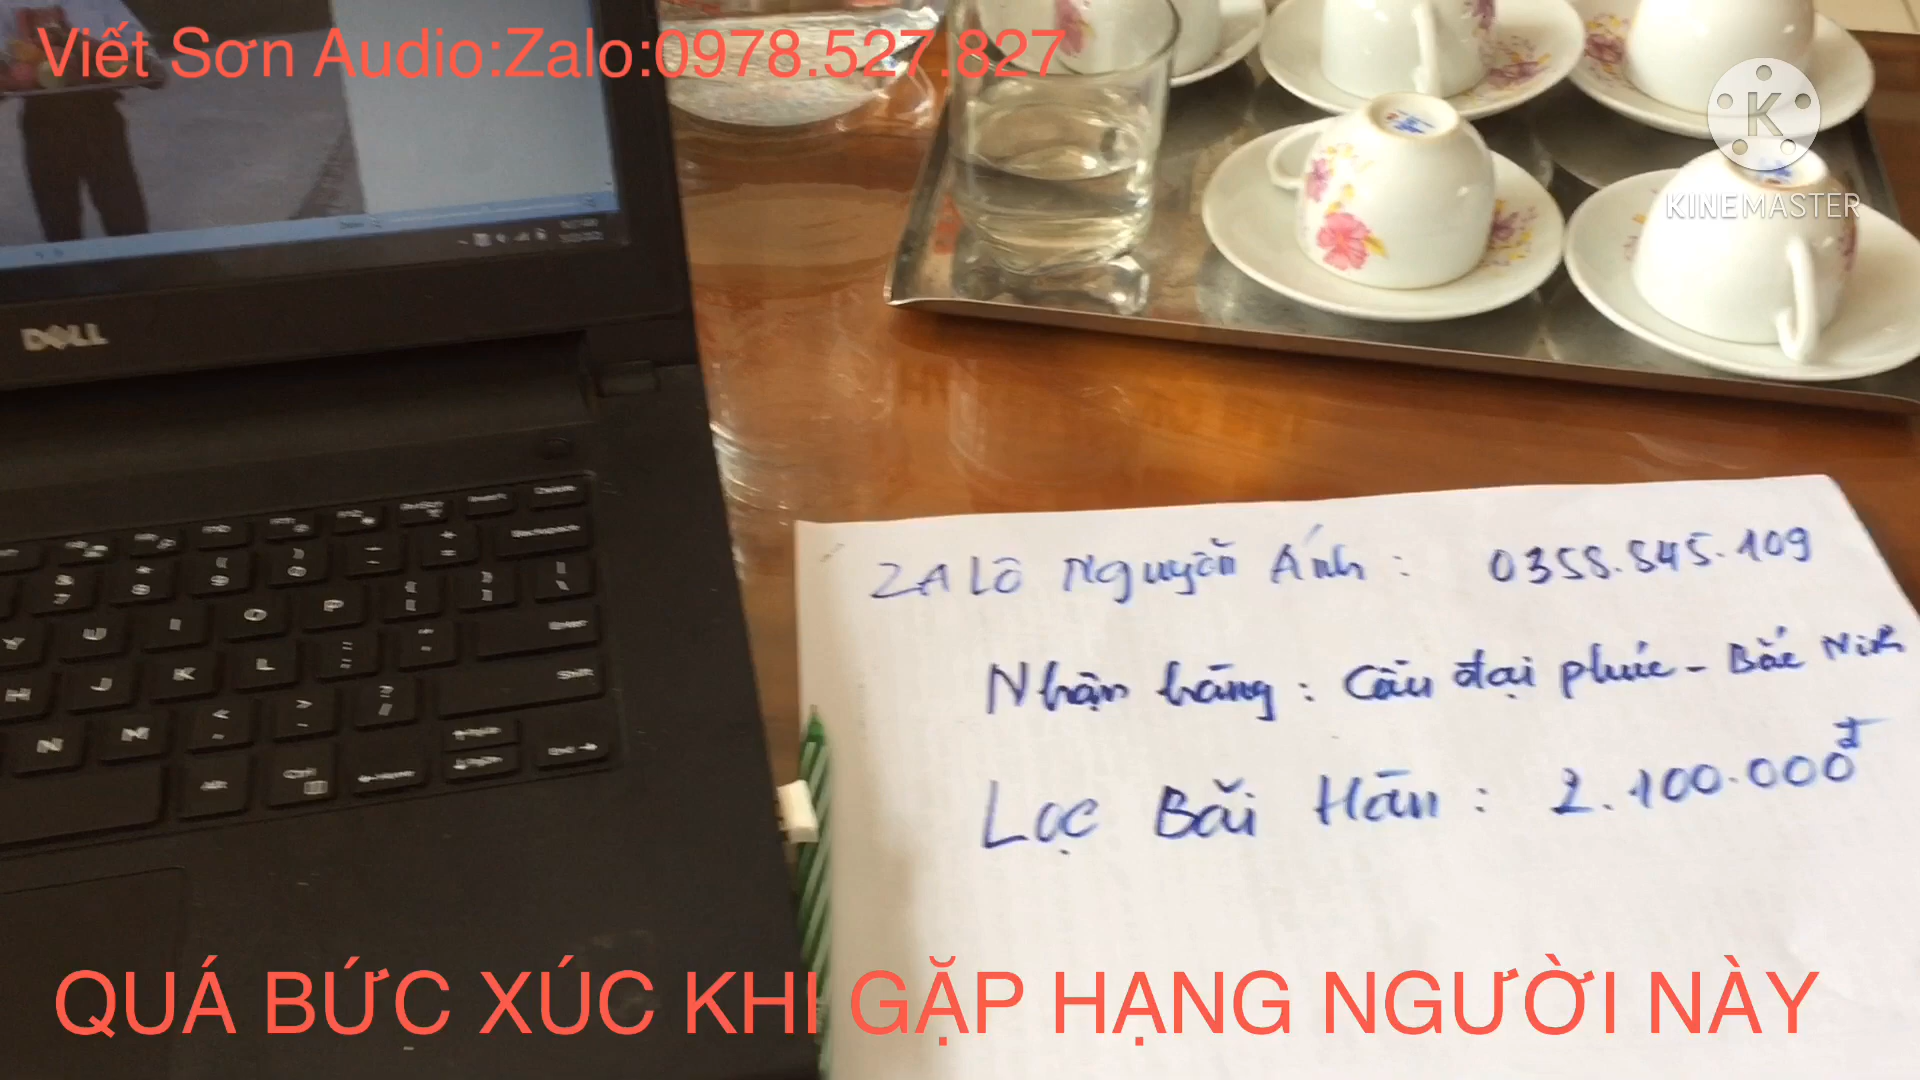 Viết Sơn Audio:Zalo:0978.527.827
K
KINEMASTER
DELL
ZALO Nguyễn Ánh : 0358.845.109
Nhận hàng : Cầu đại phúc - Bắc Ninh
Lọc Bãi Hàn : 2.100.000đ
QUÁ BỨC XÚC KHI GẶP HẠNG NGƯỜI NÀY